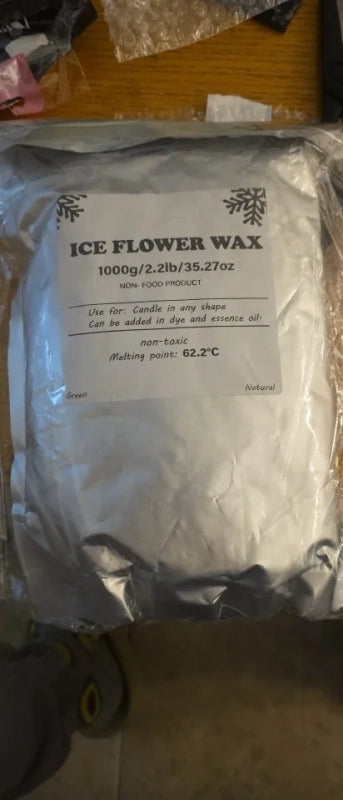 ICE FLOWER WAX
1000g/2.2lb/35.27oz
NON- FOOD PRODUCT
Use for: Candle in any shape
Can be added in dye and essence oil.
non-toxic
Melting point: 62.2°C
Green
Natural